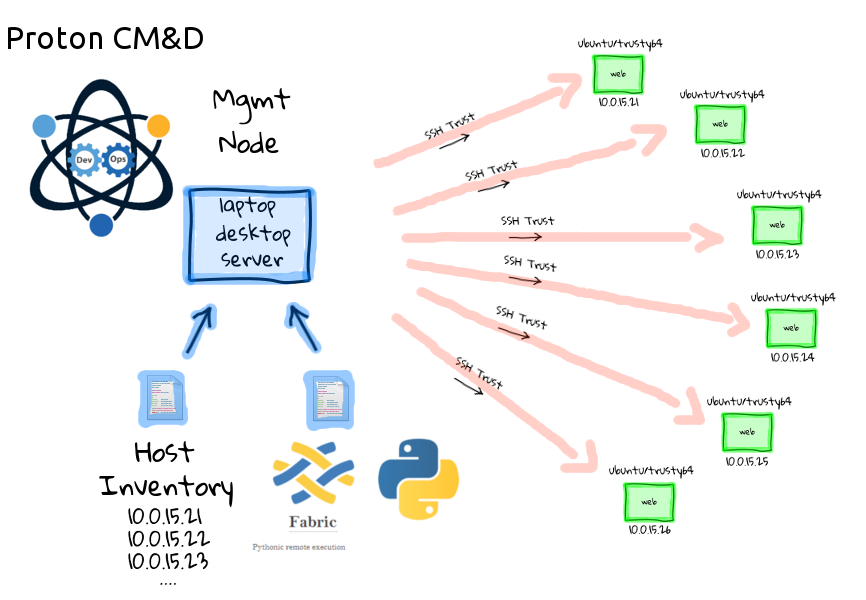 Proton CM&D
Dev
Ops
Mgmt
Node
laptop
desktop
server
Host
Inventory
10.0.15.21
10.0.15.22
10.0.15.23
....
Fabric
Pythonic remote execution
SSH Trust
SSH Trust
SSH Trust
SSH Trust
SSH Trust
SSH Trust
ubuntu/trusty64
web
10.0.15.21
ubuntu/trusty64
web
10.0.15.22
ubuntu/trusty64
web
10.0.15.23
ubuntu/trusty64
web
10.0.15.24
ubuntu/trusty64
web
10.0.15.25
ubuntu/trusty64
web
10.0.15.26